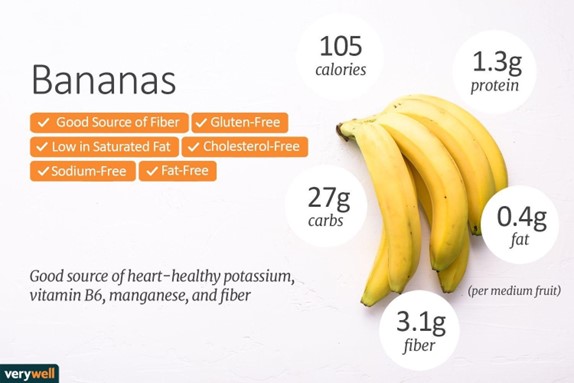 Bananas
✓ Good Source of Fiber ✓ Gluten-Free
✓ Low in Saturated Fat ✓ Cholesterol-Free
✓ Sodium-Free ✓ Fat-Free
Good source of heart-healthy potassium,
vitamin B6, manganese, and fiber
105
calories
1.3g
protein
27g
carbs
0.4g
fat
(per medium fruit)
3.1g
fiber
verywell